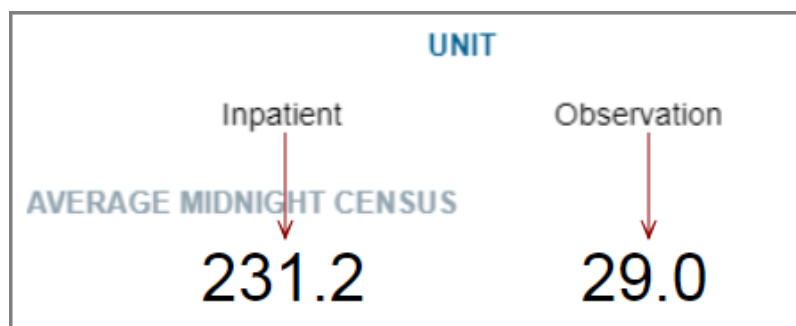 UNIT
Inpatient Observation
AVERAGE MIDNIGHT CENSUS
231.2 29.0